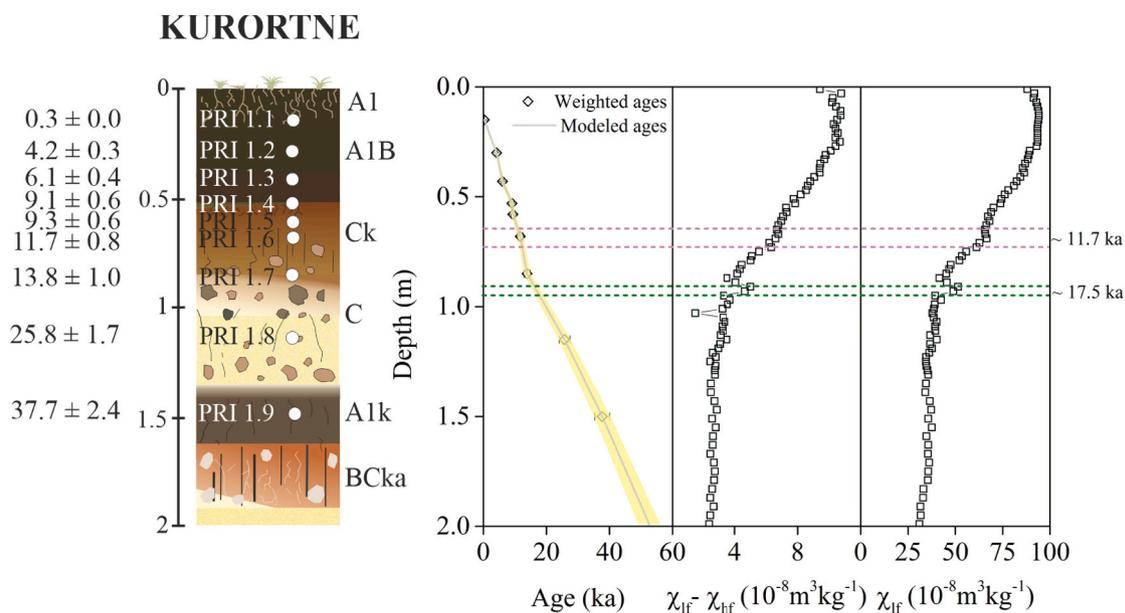 KURORTNE
0
0.5
1
1.5
2
0.3 ± 0.0
4.2 ± 0.3
6.1 ± 0.4
9.1 ± 0.6
9.3 ± 0.6
11.7 ± 0.8
13.8 ± 1.0
25.8 ± 1.7
37.7 ± 2.4
PRI 1.1
PRI 1.2
PRI 1.3
PRI 1.4
PRI 1.5
PRI 1.6
PRI 1.7
PRI 1.8
PRI 1.9
A1
A1B
Ck
C
A1k
BCka
Depth (m)
0.0
0.5
1.0
1.5
2.0
Weighted ages
Modeled ages
~ 11.7 ka
~ 17.5 ka
0 20 40 60 4 8 0 25 50 75 100
Age (ka)
χlf- χhf (10-8m3kg-1)
χlf (10-8m3kg-1)